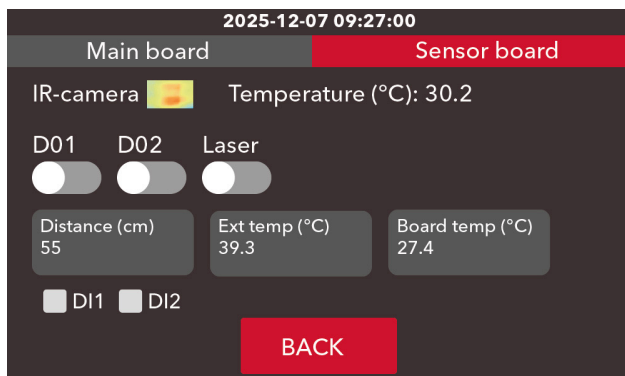 2025-12-07 09:27:00
Main board
Sensor board
IR-camera
Temperature (°C): 30.2
D01
D02
Laser
Distance (cm)
55
Ext temp (°C)
39.3
Board temp (°C)
27.4
DI1
DI2
BACK